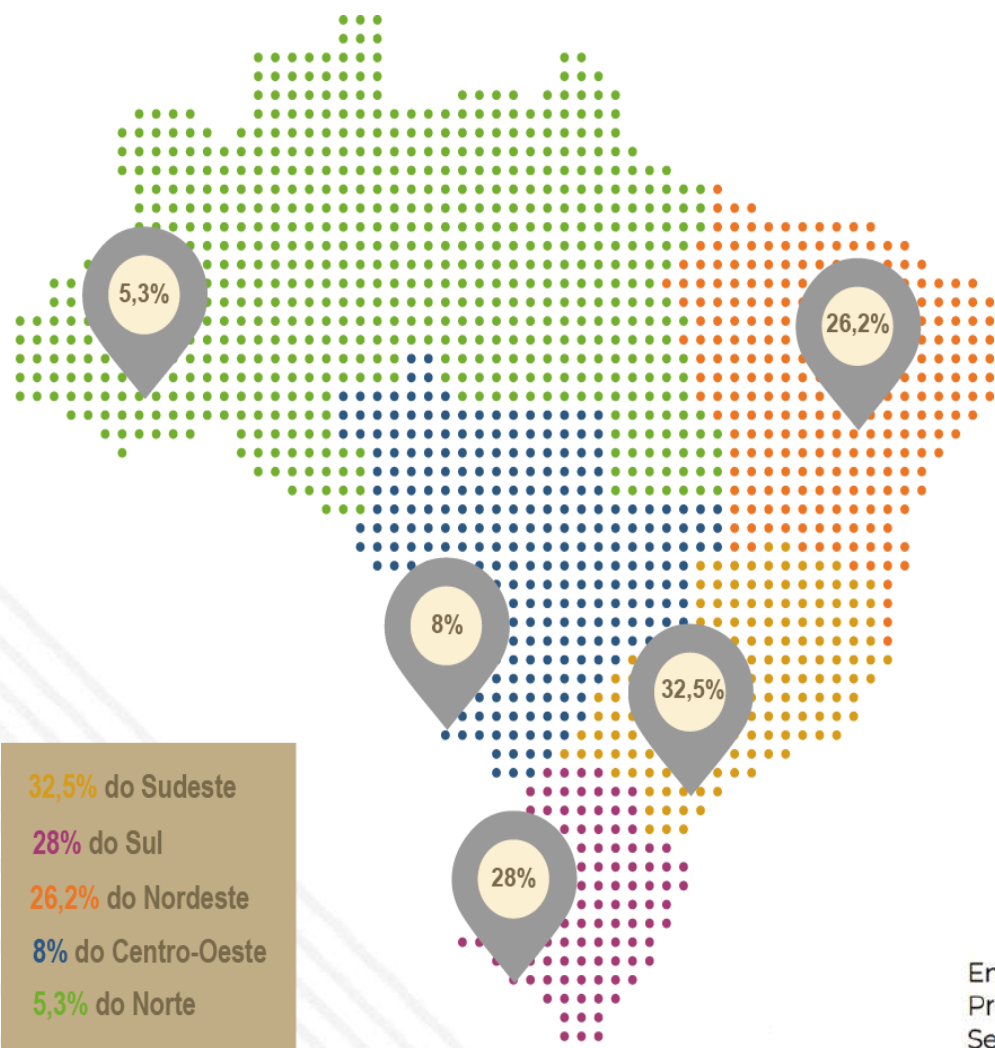 5,3%
26,2%
8%
32,5%
28%
32,5% do Sudeste
28% do Sul
26,2% do Nordeste
8% do Centro-Oeste
5,3% do Norte